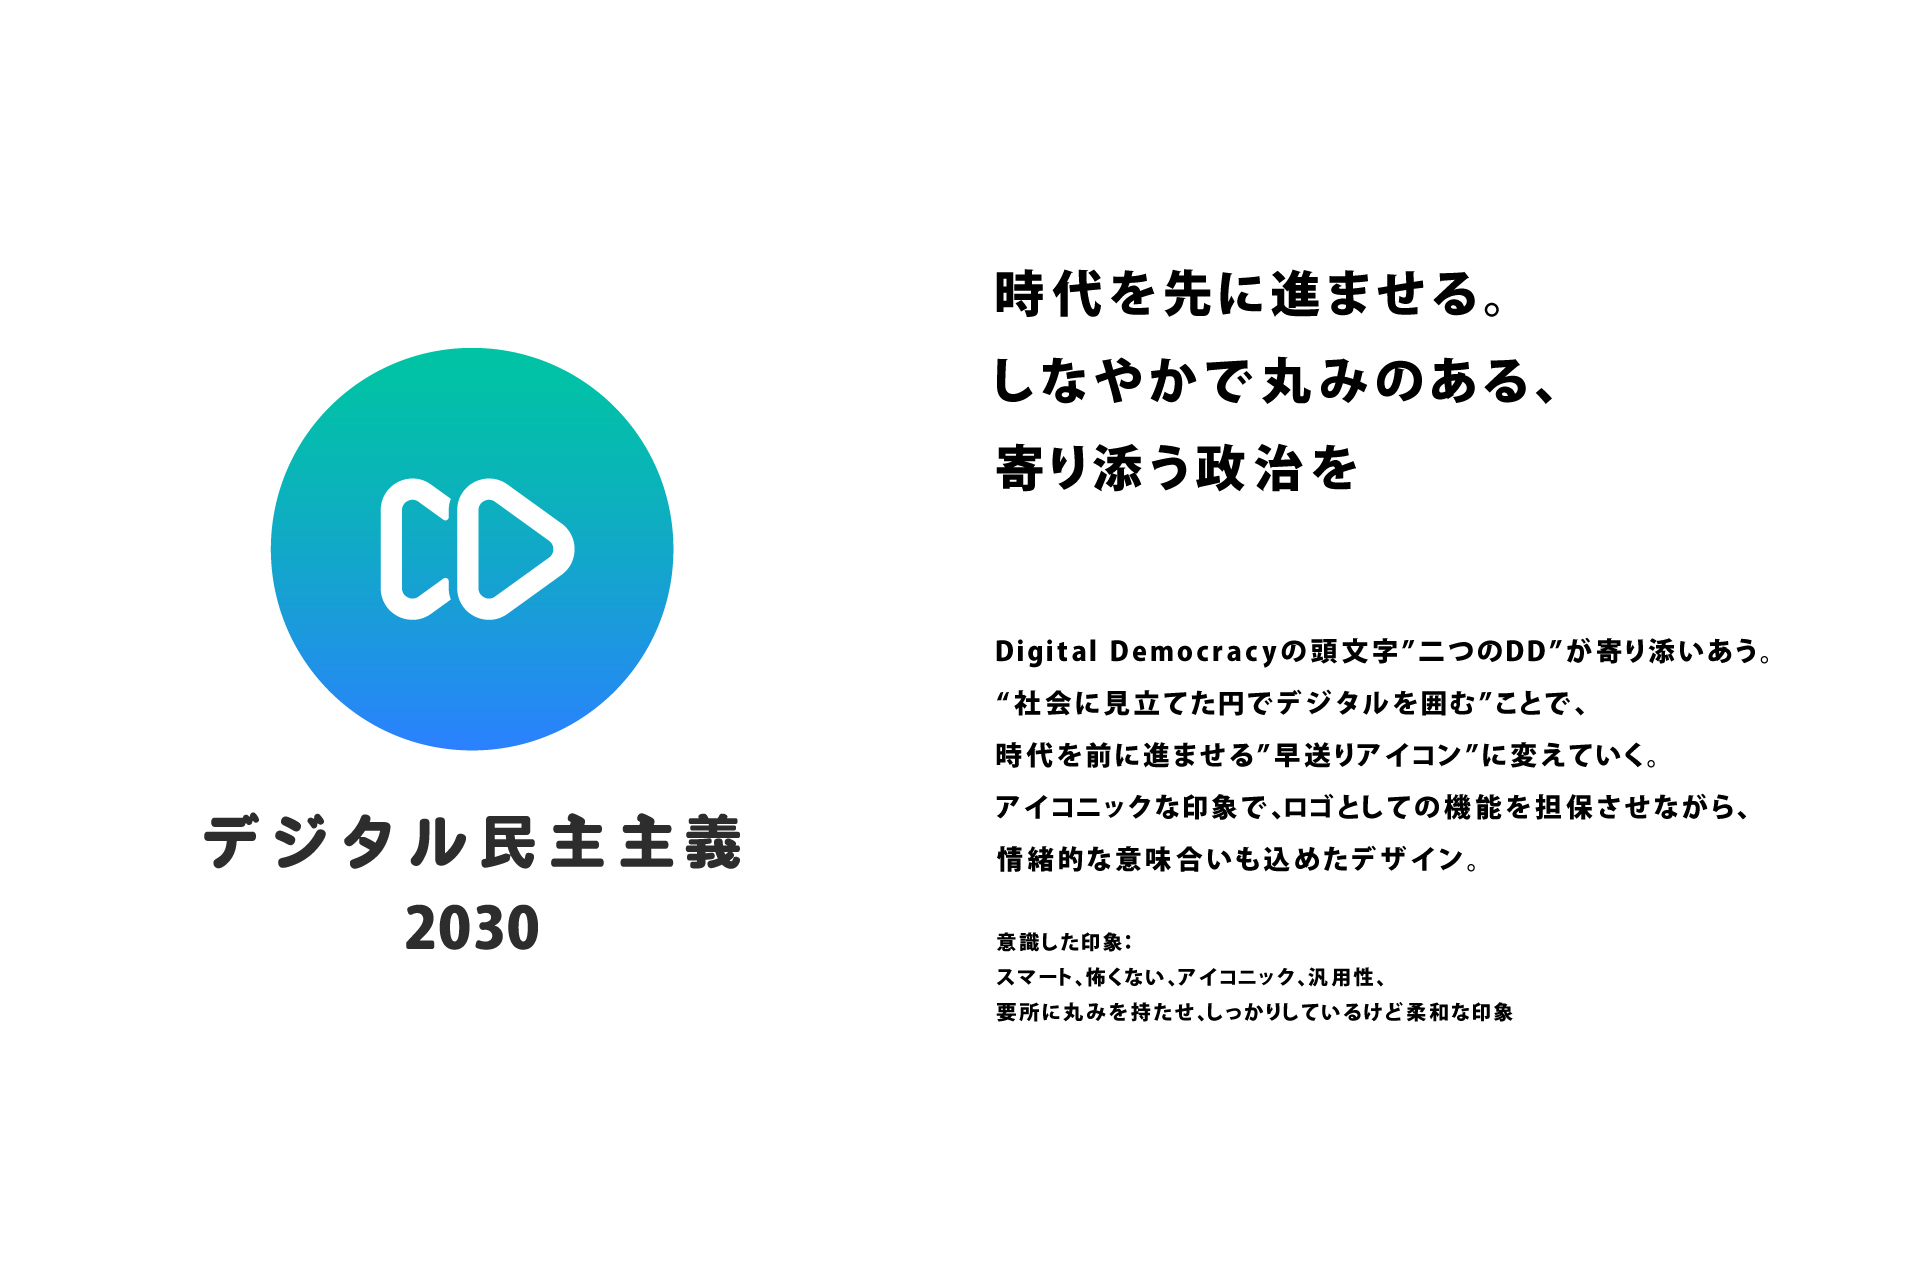 デジタル民主主義
2030
時代を先に進ませる。
しなやかで丸みのある、
寄り添う政治を
Digital Democracyの頭文字”二つのDD”が寄り添いあう。
“社会に見立てた円でデジタルを囲む”ことで、
時代を前に進ませる”早送りアイコン”に変えていく。
アイコニックな印象で、ロゴとしての機能を担保させながら、
情緒的な意味合いも込めたデザイン。
意識した印象：
スマート、怖くない、アイコニック、汎用性、
要所に丸みを持たせ、しっかりしているけど柔和な印象